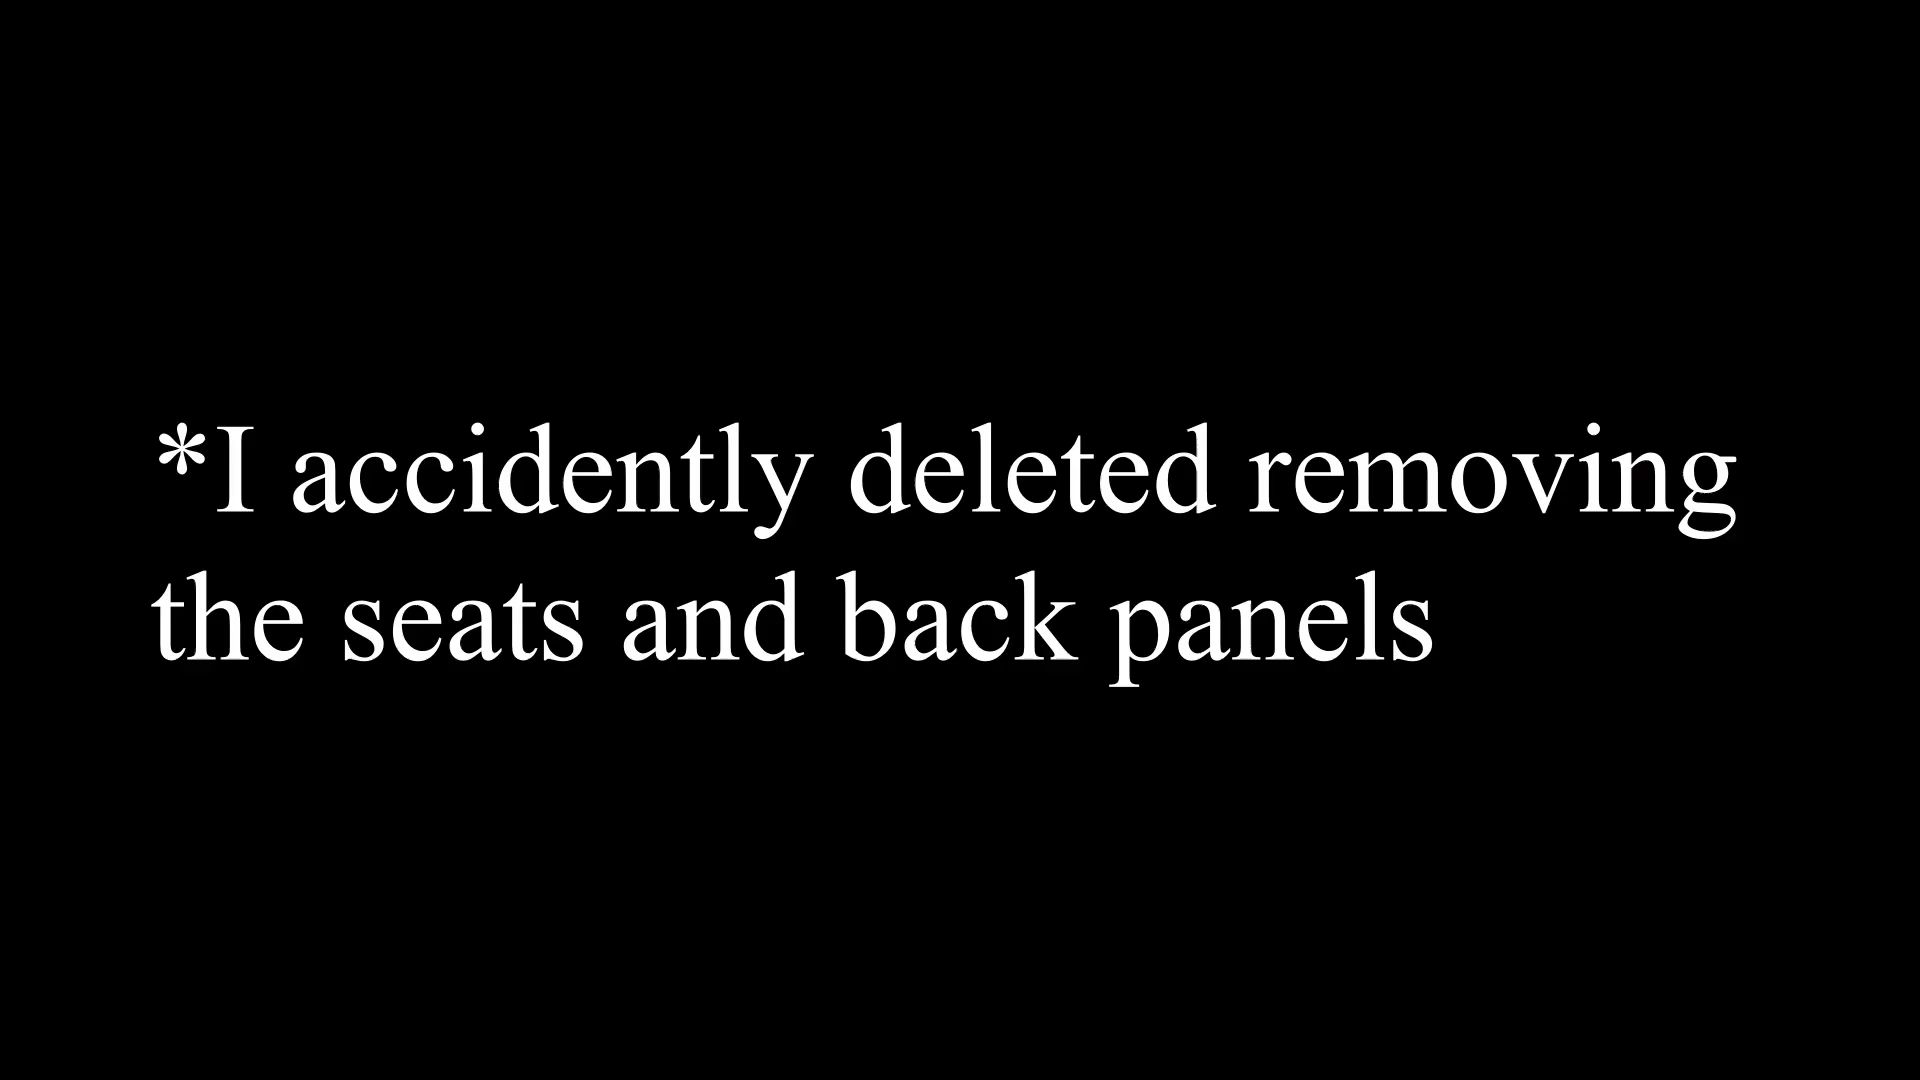 *I accidently deleted removing
the seats and back panels